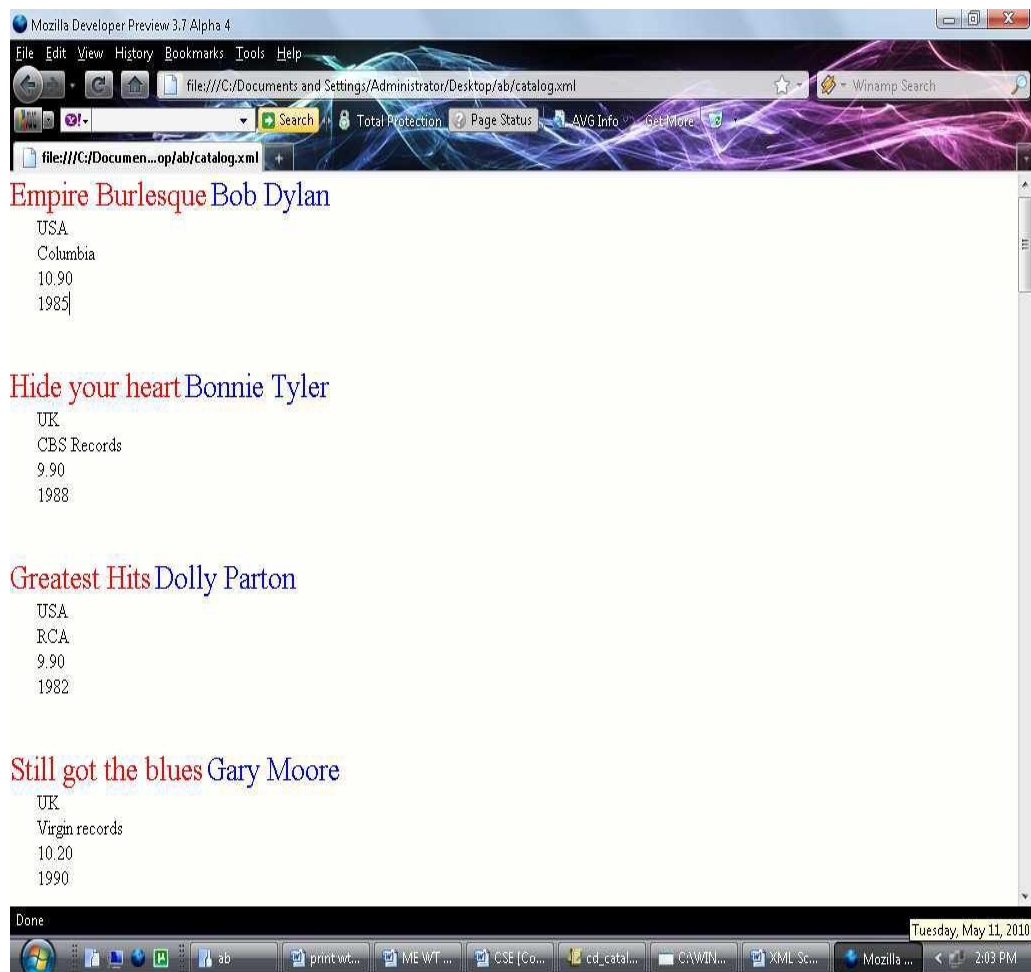 Mozilla Developer Preview 3.7 Alpha 4
File Edit View History Bookmarks Tools Help
file:///C:/Documents and Settings/Administrator/Desktop/ab/catalog.xml
Winamp Search
Search Total Protection Page Status AVG Info Get More
file:///C:/Documen...op/ab/catalog.xml
Empire Burlesque Bob Dylan
USA
Columbia
10.90
1985
Hide your heart Bonnie Tyler
UK
CBS Records
9.90
1988
Greatest Hits Dolly Parton
USA
RCA
9.90
1982
Still got the blues Gary Moore
UK
Virgin records
10.20
1990
Done
Tuesday, May 11, 2010
ab print wt... ME WT ... CSE [Co... cd_catal... C:\WIN... XML Sc... Mozilla ... 2:03 PM